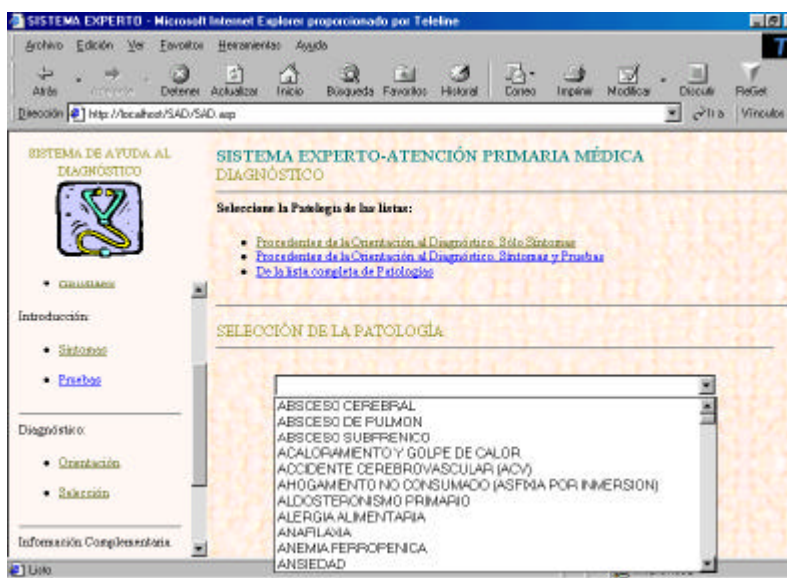 SISTEMA EXPERTO - Microsoft Internet Explorer proporcionado por Teleline
Archivo Edición Ver Favoritos Herramientas Ayuda
Atrás Detener Actualizar Inicio Búsqueda Favoritos Historial Correo Imprimir Modificar Discutir ReGet
Dirección http://localhost/SAD/SAD.asp Ir a Vínculos
SISTEMA DE AYUDA AL
DIAGNÓSTICO
Introducción:
Síntomas
Pruebas
Diagnóstico:
Orientación
Selección
Información Complementaria
SISTEMA EXPERTO-ATENCIÓN PRIMARIA MÉDICA
DIAGNÓSTICO
Seleccione la Patología de las listas:
Procedentes de la Orientación al Diagnóstico. Sólo Síntomas
Procedentes de la Orientación al Diagnóstico. Síntomas y Pruebas
De la lista completa de Patologías
SELECCIÓN DE LA PATOLOGÍA
ABSCESO CEREBRAL
ABSCESO DE PULMON
ABSCESO SUBFRENICO
ACALORAMIENTO Y GOLPE DE CALOR
ACCIDENTE CEREBROVASCULAR (ACV)
AHOGAMIENTO NO CONSUMADO (ASFIXIA POR INMERSION)
ALDOSTERONISMO PRIMARIO
ALERGIA ALIMENTARIA
ANAFILAXIA
ANEMIA FERROPENICA
ANSIEDAD
Listo